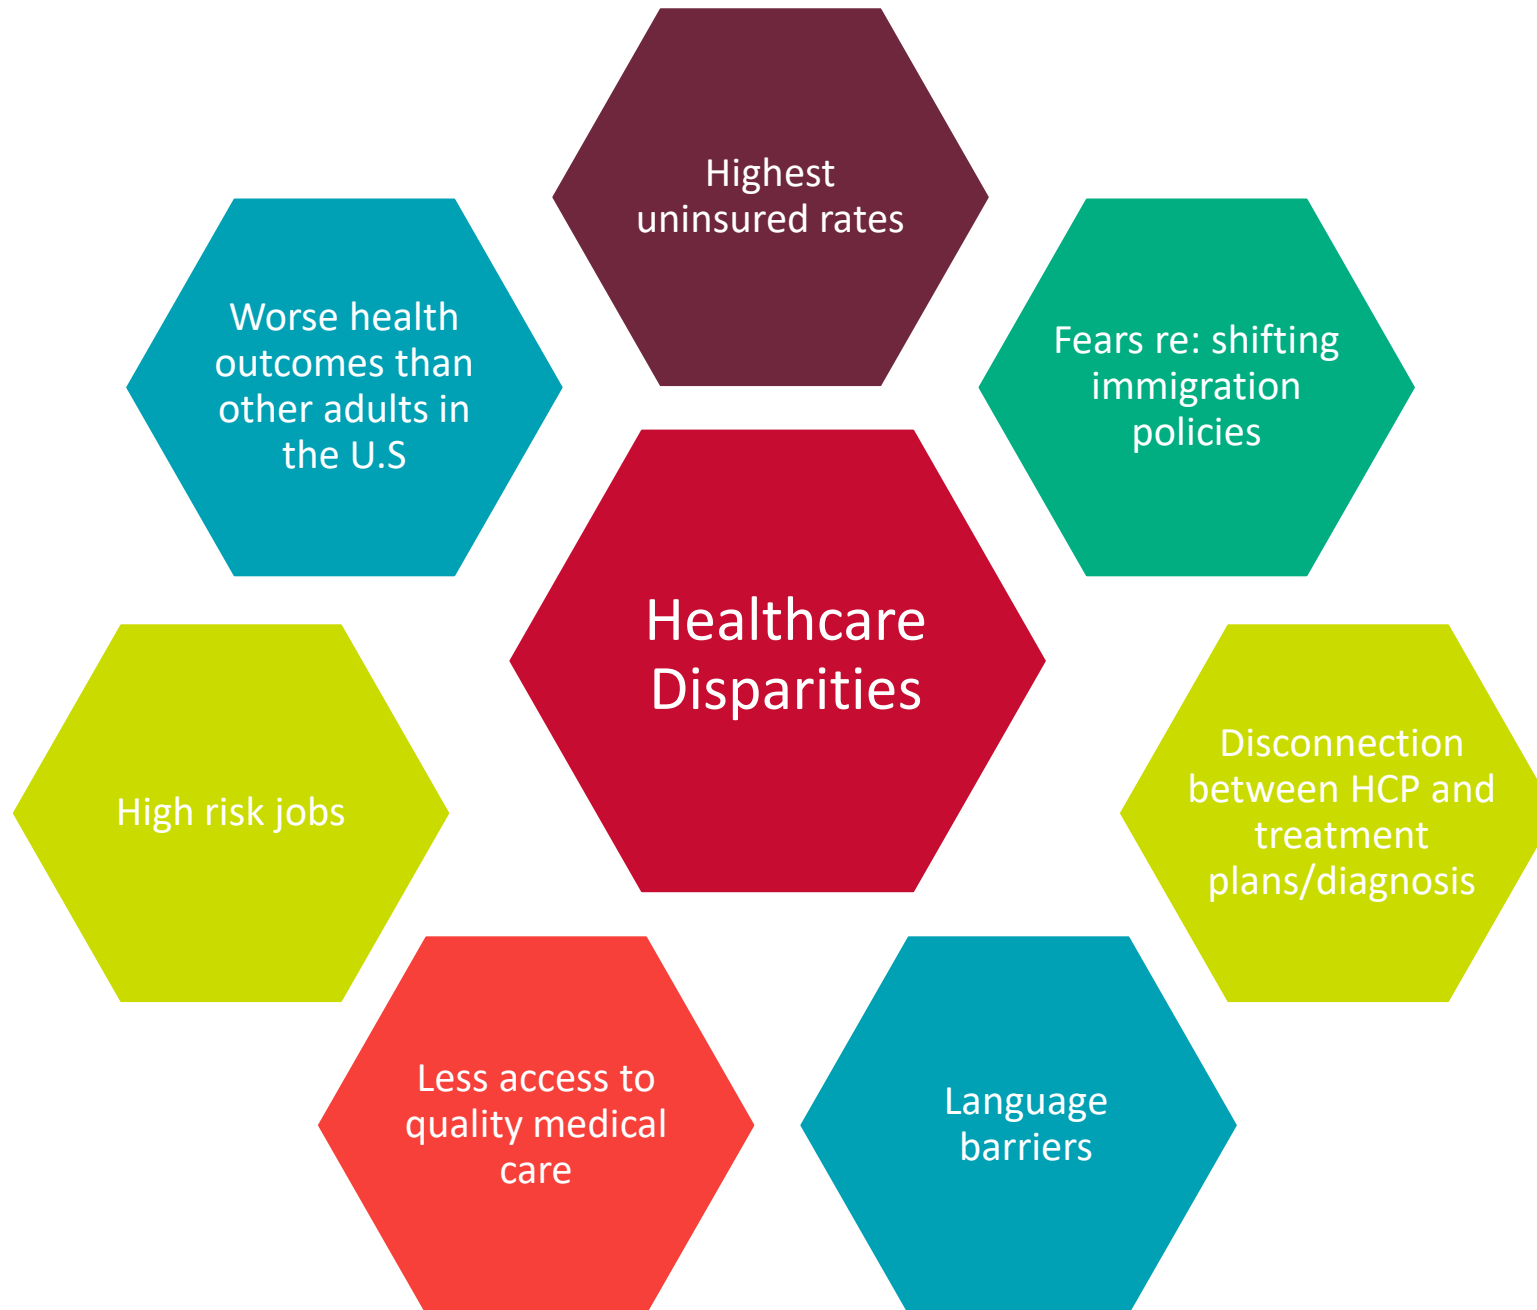 Highest
uninsured rates
Fears re: shifting
immigration
policies
Disconnection
between HCP and
treatment
plans/diagnosis
Language
barriers
Less access to
quality medical
care
High risk jobs
Worse health
outcomes than
other adults in
the U.S
Healthcare
Disparities